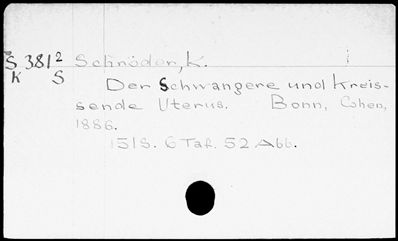 S 381² Schröder, K.
K S Der Schwangere und Kreis-
sende Uterus. Bonn, Cohen,
1886.
151 S. 6 Taf. 52 Abb.